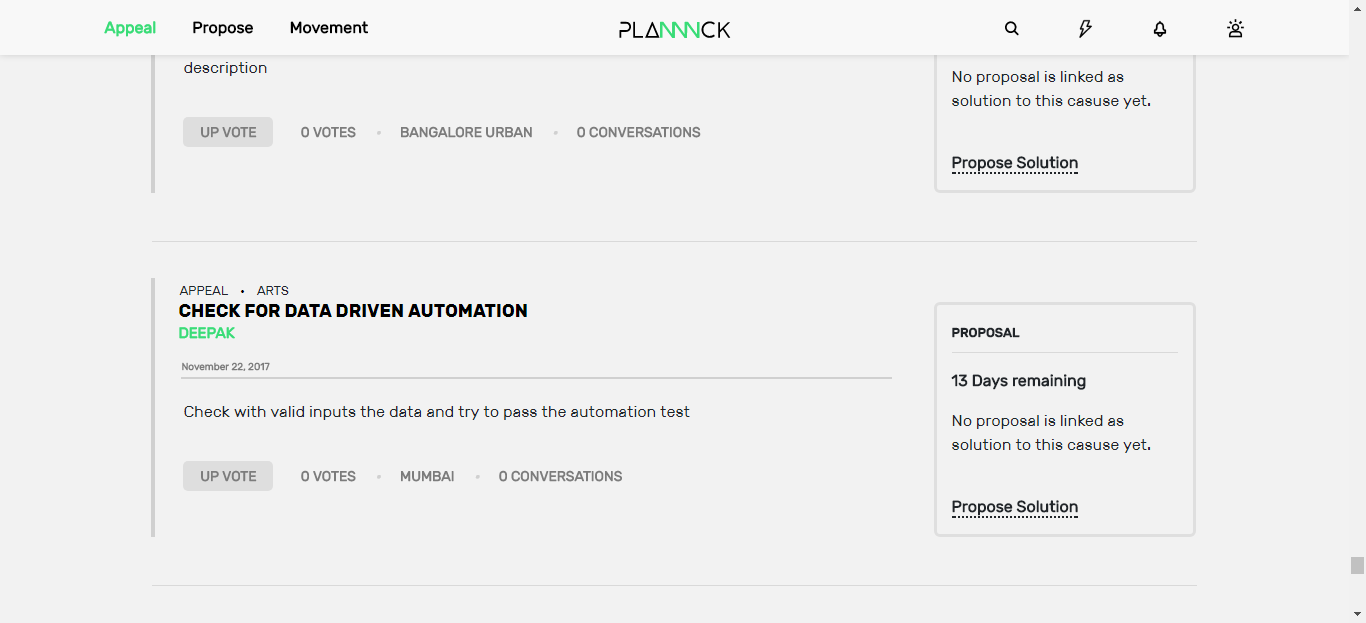 Appeal Propose Movement PLANNNCK
description
UP VOTE 0 VOTES • BANGALORE URBAN • 0 CONVERSATIONS
No proposal is linked as
solution to this casuse yet.
Propose Solution
APPEAL • ARTS
CHECK FOR DATA DRIVEN AUTOMATION
DEEPAK
November 22, 2017
Check with valid inputs the data and try to pass the automation test
UP VOTE 0 VOTES • MUMBAI • 0 CONVERSATIONS
PROPOSAL
13 Days remaining
No proposal is linked as
solution to this casuse yet.
Propose Solution